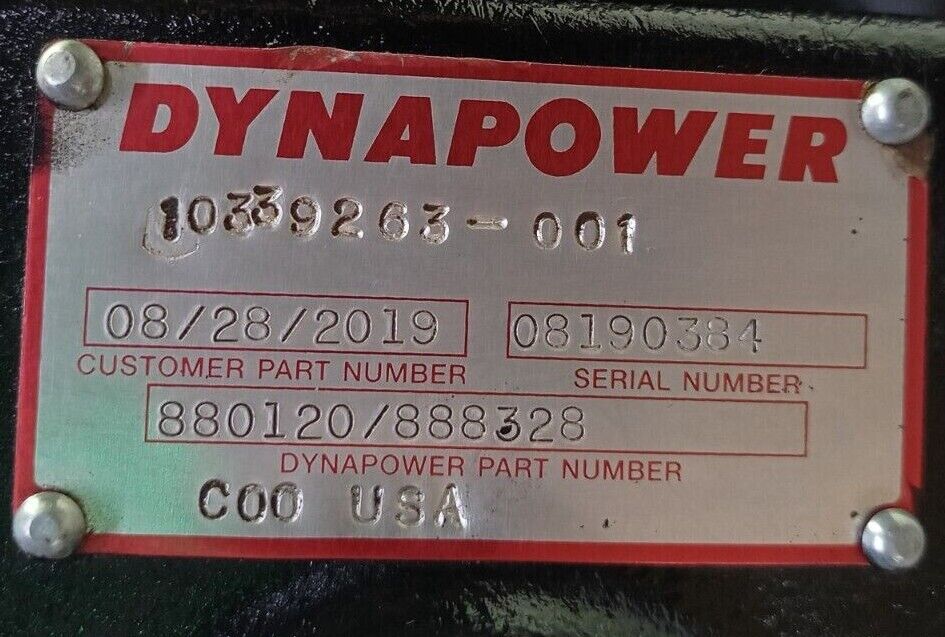 DYNAPOWER
10339263-001
08/28/2019 08190384
CUSTOMER PART NUMBER SERIAL NUMBER
880120/888328
DYNAPOWER PART NUMBER
COO USA